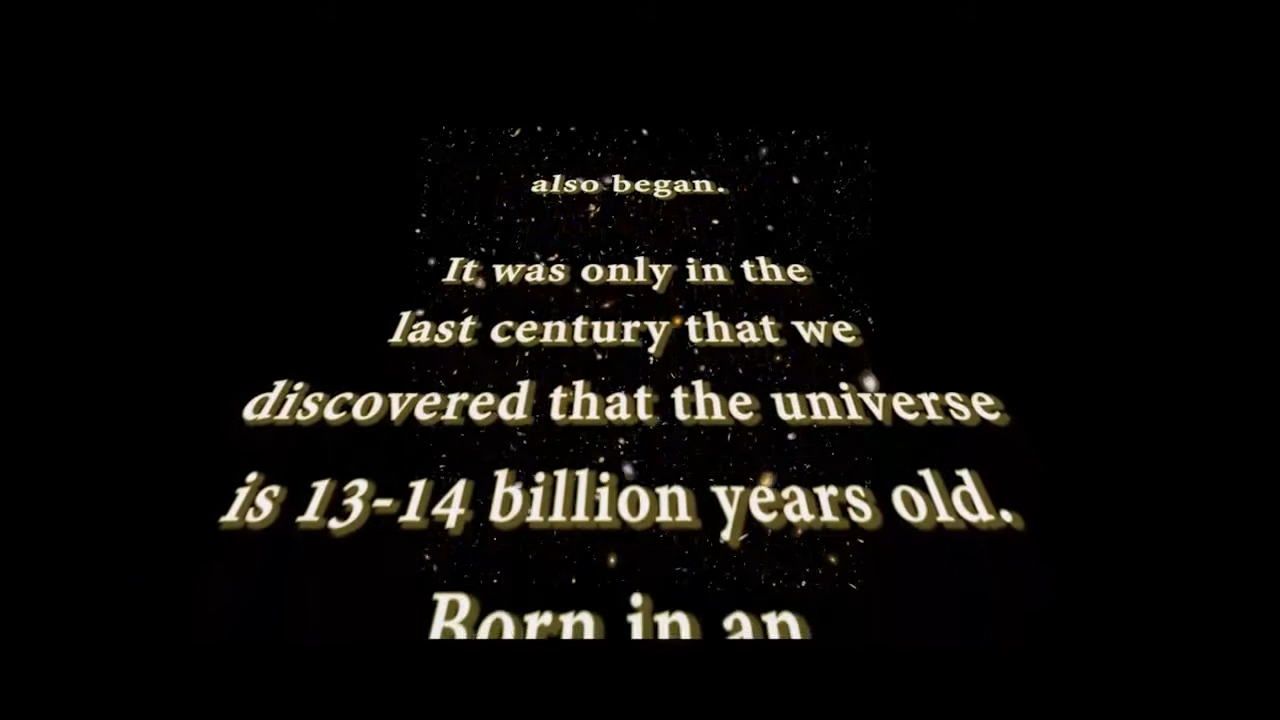 also began.
It was only in the
last century that we
discovered that the universe
is 13-14 billion years old.
Born in an